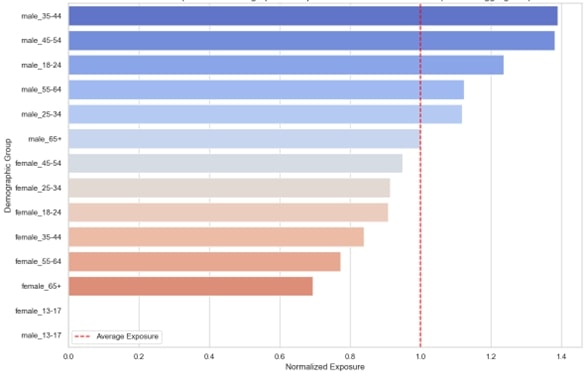 male_35-44
male_45-54
male_18-24
male_55-64
male_25-34
male_65+
female_45-54
female_25-34
female_18-24
female_35-44
female_55-64
female_65+
female_13-17
male_13-17
Demographic Group
Average Exposure
0.0 0.2 0.4 0.6 0.8 1.0 1.2 1.4
Normalized Exposure